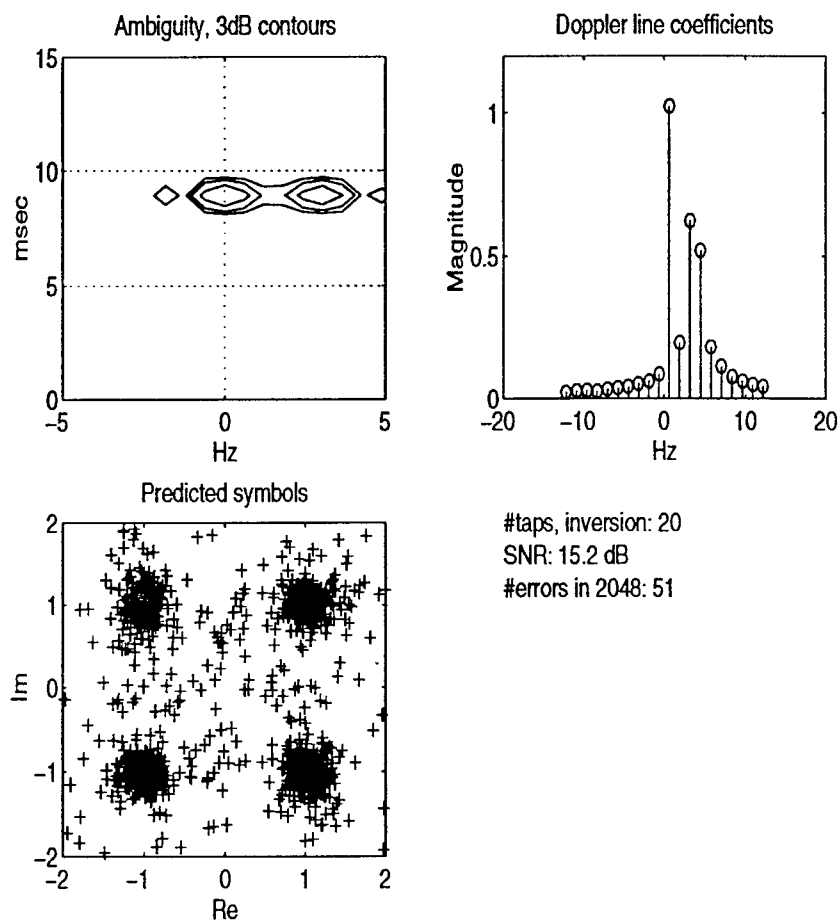 Ambiguity, 3dB contours
15
10
5
0
msec
-5
0
5
Hz
Doppler line coefficients
1
0.5
0
Magnitude
-20
-10
0
10
20
Hz
Predicted symbols
2
1
0
-1
-2
Im
-2
-1
0
1
2
Re
#taps, inversion: 20
SNR: 15.2 dB
#errors in 2048: 51